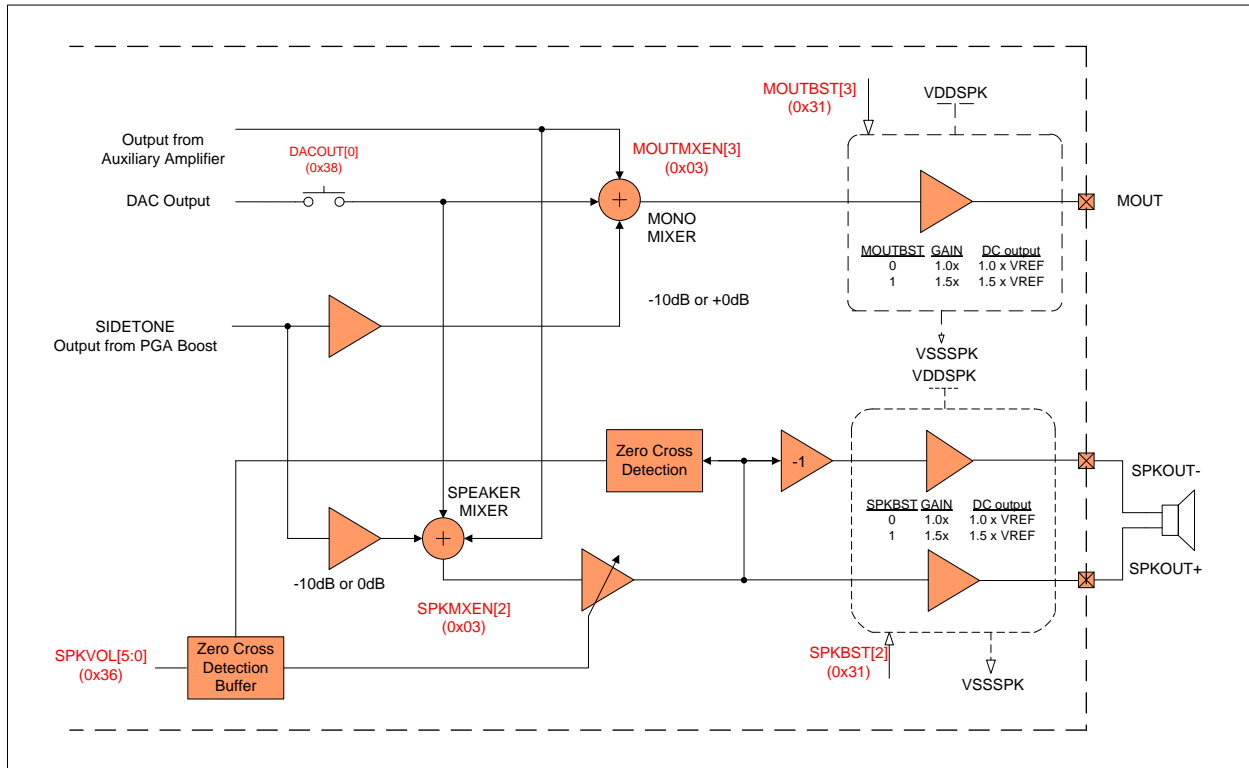 MOUTBST[3]
(0x31)
VDDSPK
Output from
Auxiliary Amplifier
DACOUT[0]
(0x38)
MOUTMXEN[3]
(0x03)
DAC Output
+
MONO
MIXER
MOUT
MOUTBST GAIN DC output
0 1.0x 1.0 x VREF
1 1.5x 1.5 x VREF
-10dB or +0dB
SIDETONE
Output from PGA Boost
VSSSPK
VDDSPK
Zero Cross
Detection
-1
SPKOUT-
SPEAKER
MIXER
+
SPKBST GAIN DC output
0 1.0x 1.0 x VREF
1 1.5x 1.5 x VREF
SPKOUT+
-10dB or 0dB
SPKMXEN[2]
(0x03)
SPKVOL[5:0]
(0x36)
Zero Cross
Detection
Buffer
SPKBST[2]
(0x31)
VSSSPK